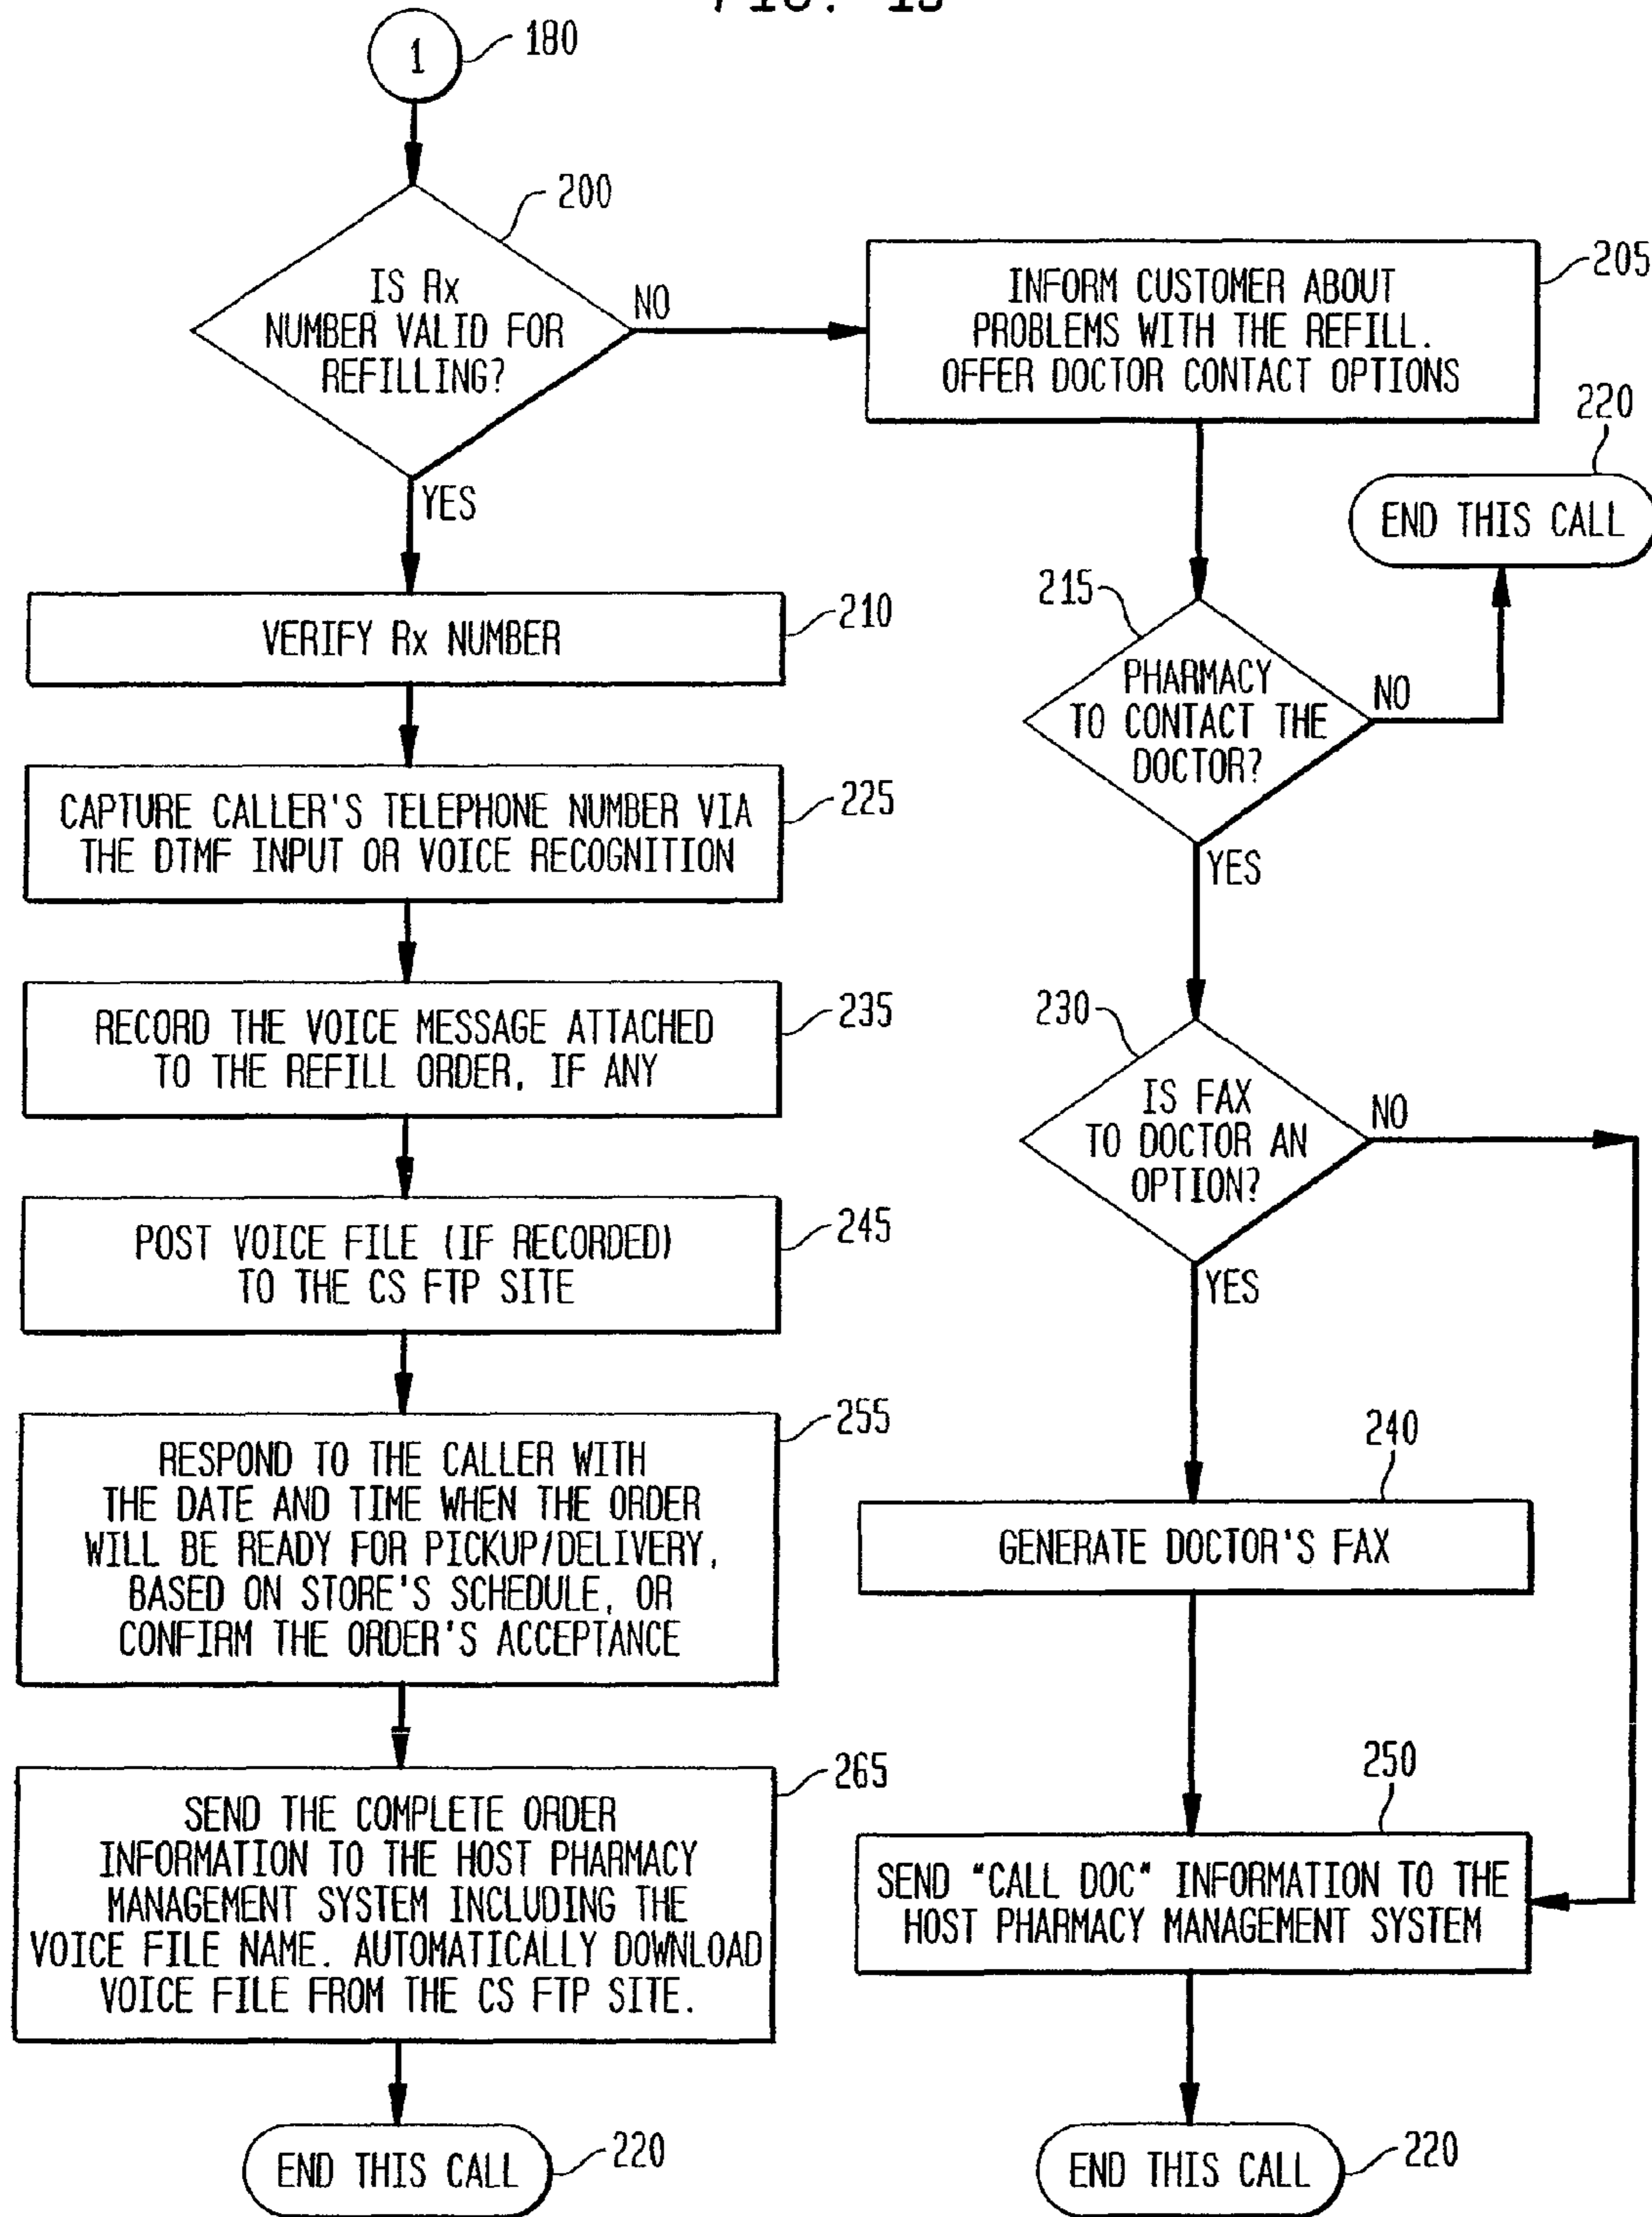 1
180
200
IS Rx
NUMBER VALID FOR
REFILLING?
NO
YES
205
INFORM CUSTOMER ABOUT
PROBLEMS WITH THE REFILL.
OFFER DOCTOR CONTACT OPTIONS
220
END THIS CALL
210
VERIFY Rx NUMBER
215
PHARMACY
TO CONTACT THE
DOCTOR?
NO
YES
225
CAPTURE CALLER'S TELEPHONE NUMBER VIA
THE DTMF INPUT OR VOICE RECOGNITION
235
RECORD THE VOICE MESSAGE ATTACHED
TO THE REFILL ORDER, IF ANY
230
IS FAX
TO DOCTOR AN
OPTION?
NO
YES
245
POST VOICE FILE (IF RECORDED)
TO THE CS FTP SITE
255
RESPOND TO THE CALLER WITH
THE DATE AND TIME WHEN THE ORDER
WILL BE READY FOR PICKUP/DELIVERY,
BASED ON STORE'S SCHEDULE, OR
CONFIRM THE ORDER'S ACCEPTANCE
240
GENERATE DOCTOR'S FAX
265
SEND THE COMPLETE ORDER
INFORMATION TO THE HOST PHARMACY
MANAGEMENT SYSTEM INCLUDING THE
VOICE FILE NAME. AUTOMATICALLY DOWNLOAD
VOICE FILE FROM THE CS FTP SITE.
250
SEND "CALL DOC" INFORMATION TO THE
HOST PHARMACY MANAGEMENT SYSTEM
END THIS CALL
220
END THIS CALL
220